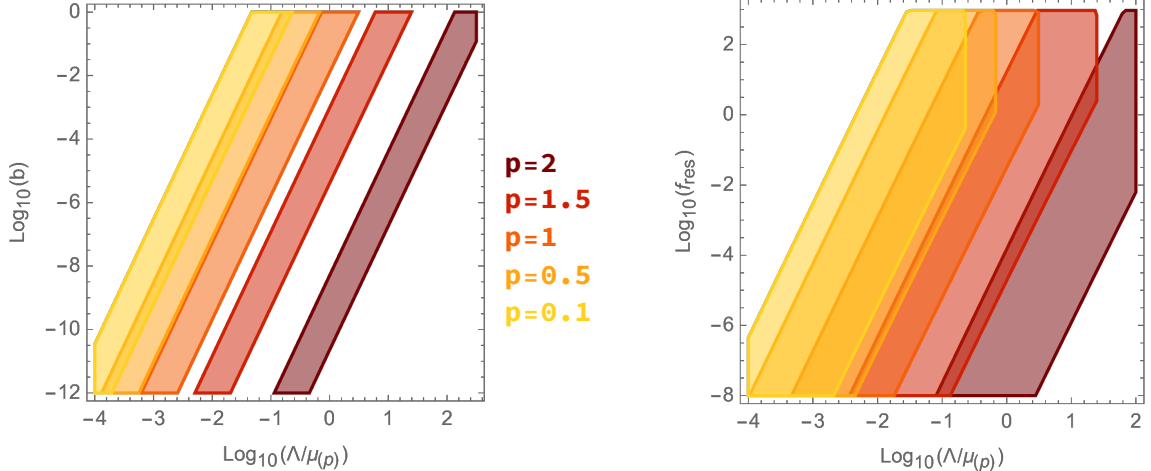 Log10(b)
0
−2
−4
−6
−8
−10
−12
−4 −3 −2 −1 0 1 2
Log10(Λ/μ(p))
p=2
p=1.5
p=1
p=0.5
p=0.1
Log10(fres)
2
0
−2
−4
−6
−8
−4 −3 −2 −1 0 1 2
Log10(Λ/μ(p))